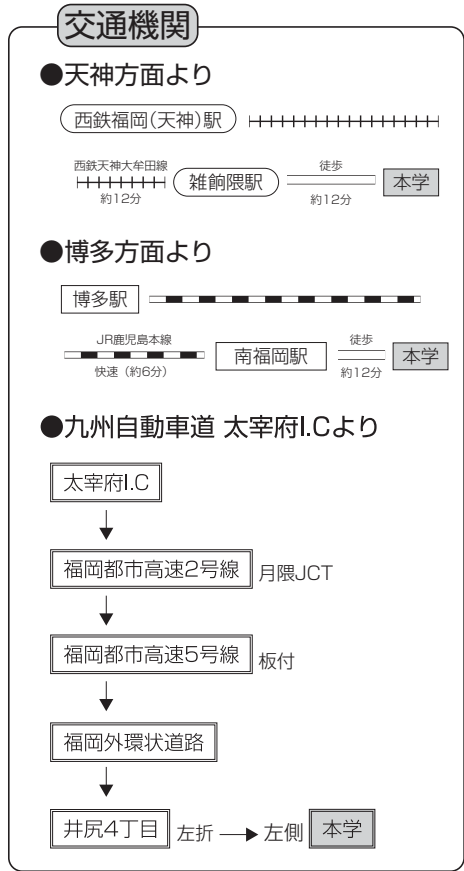 交通機関
●天神方面より
西鉄福岡(天神)駅
西鉄天神大牟田線
約12分
雑餉隈駅
徒歩
約12分
本学
●博多方面より
博多駅
JR鹿児島本線
快速（約6分）
南福岡駅
徒歩
約12分
本学
●九州自動車道 太宰府I.Cより
太宰府I.C
福岡都市高速2号線 月隈JCT
福岡都市高速5号線 板付
福岡外環状道路
井尻4丁目 左折 → 左側 本学